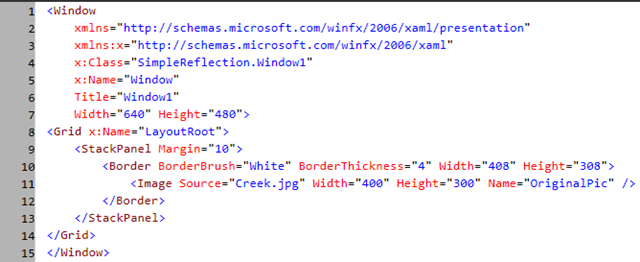 1 <Window
2 xmlns="http://schemas.microsoft.com/winfx/2006/xaml/presentation"
3 xmlns:x="http://schemas.microsoft.com/winfx/2006/xaml"
4 x:Class="SimpleReflection.Window1"
5 x:Name="Window"
6 Title="Window1"
7 Width="640" Height="480">
8 <Grid x:Name="LayoutRoot">
9 <StackPanel Margin="10">
10 <Border BorderBrush="White" BorderThickness="4" Width="408" Height="308">
11 <Image Source="Creek.jpg" Width="400" Height="300" Name="OriginalPic" />
12 </Border>
13 </StackPanel>
14 </Grid>
15 </Window>